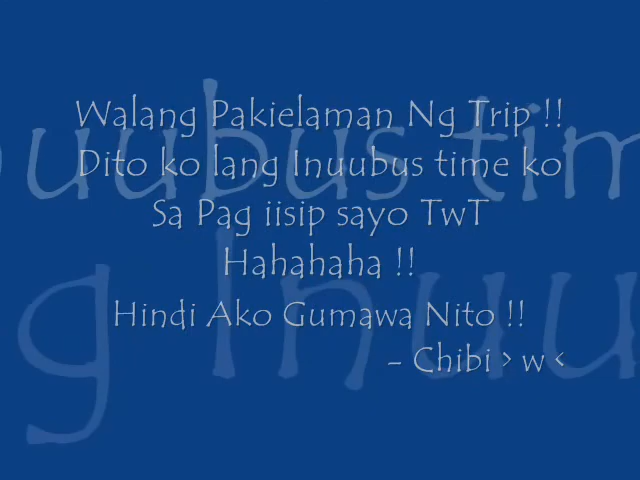 Walang Pakielaman Ng Trip !!
Dito ko lang Inuubus time ko
Sa Pag iisip sayo TwT
Hahahaha !!
Hindi Ako Gumawa Nito !!
- Chibi > w <